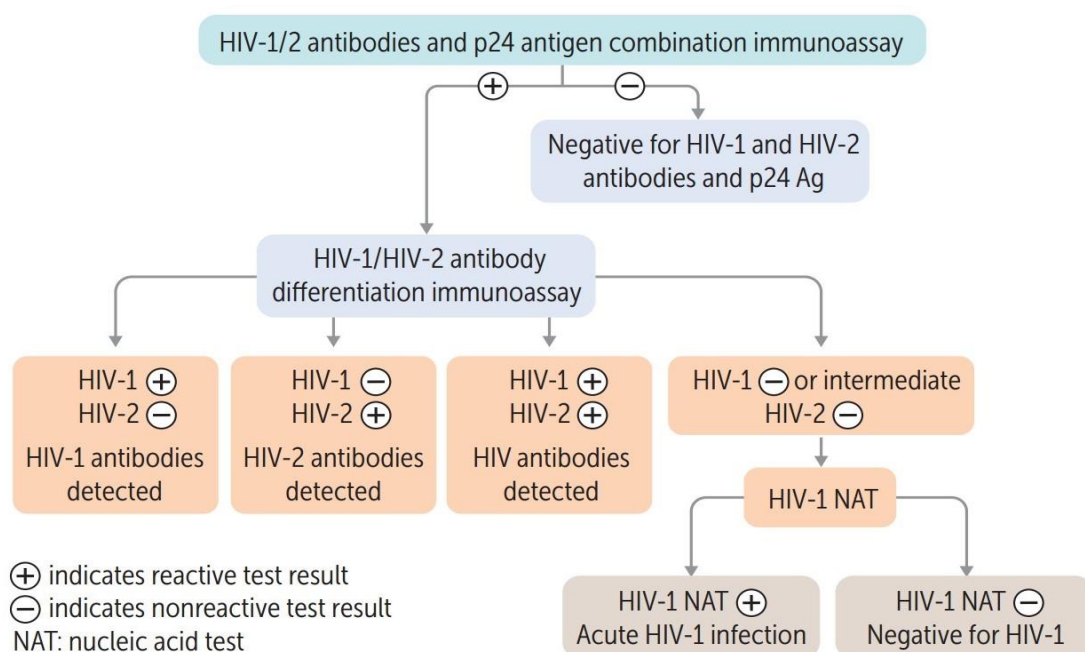 HIV-1/2 antibodies and p24 antigen combination immunoassay
+
−
Negative for HIV-1 and HIV-2
antibodies and p24 Ag
HIV-1/HIV-2 antibody
differentiation immunoassay
HIV-1 +
HIV-2 −
HIV-1 antibodies
detected
HIV-1 −
HIV-2 +
HIV-2 antibodies
detected
HIV-1 +
HIV-2 +
HIV antibodies
detected
HIV-1 − or intermediate
HIV-2 −
HIV-1 NAT
HIV-1 NAT +
Acute HIV-1 infection
HIV-1 NAT −
Negative for HIV-1
+ indicates reactive test result
− indicates nonreactive test result
NAT: nucleic acid test